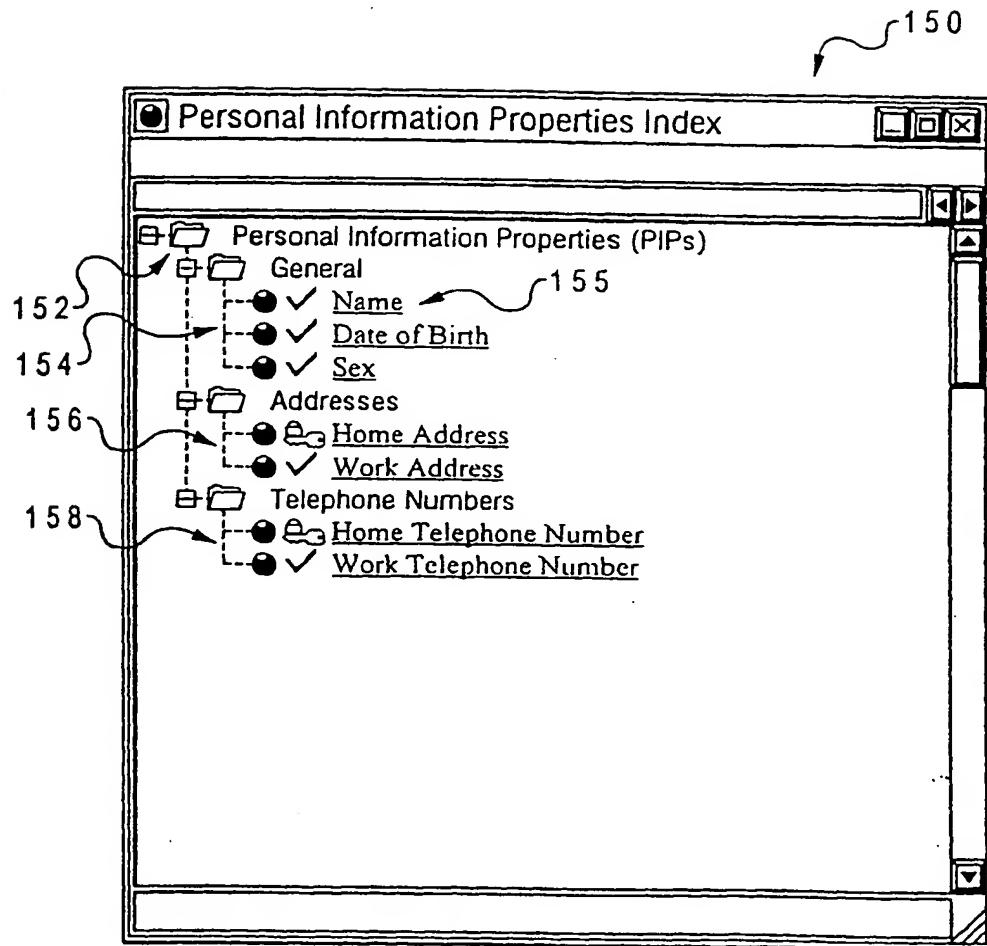 150
Personal Information Properties Index
Personal Information Properties (PIPs)
General
152
155
Name
154
Date of Birth
Sex
Addresses
156
Home Address
Work Address
Telephone Numbers
158
Home Telephone Number
Work Telephone Number